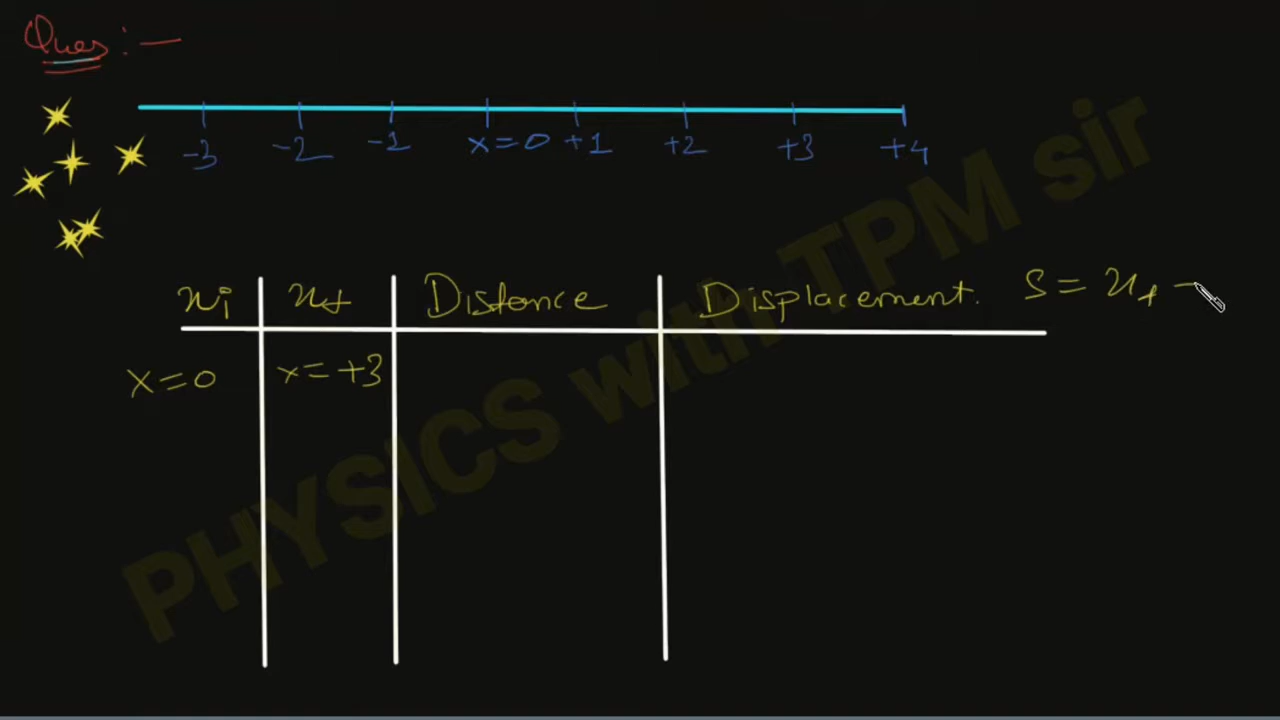 Ques : —
-3 -2 -1 x=0 +1 +2 +3 +4
xi xf Distance Displacement. S = xf -
x=0 x=+3
PHYSICS with TPM sir